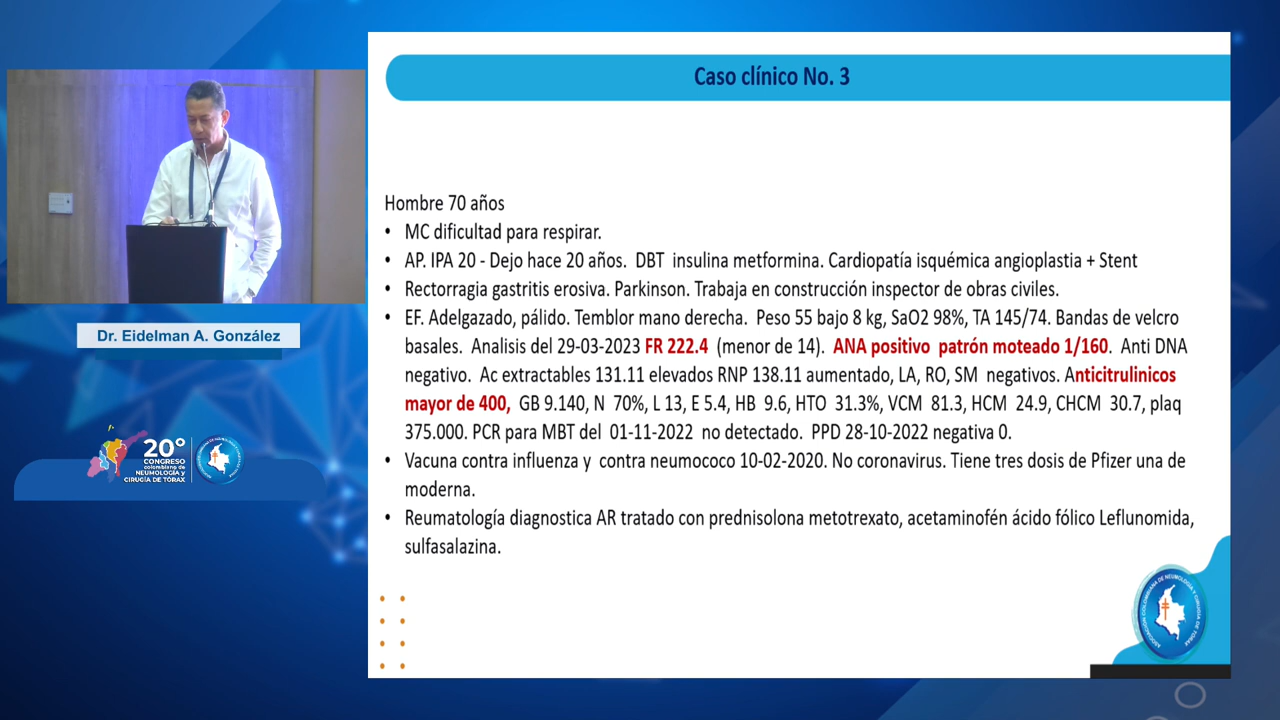 Caso clínico No. 3
Hombre 70 años
• MC dificultad para respirar.
• AP. IPA 20 - Dejo hace 20 años. DBT insulina metformina. Cardiopatía isquémica angioplastia + Stent
• Rectorragia gastritis erosiva. Parkinson. Trabaja en construcción inspector de obras civiles.
• EF. Adelgazado, pálido. Temblor mano derecha. Peso 55 bajo 8 kg, SaO2 98%, TA 145/74. Bandas de velcro
basales. Analisis del 29-03-2023 FR 222.4 (menor de 14). ANA positivo patrón moteado 1/160. Anti DNA
negativo. Ac extractables 131.11 elevados RNP 138.11 aumentado, LA, RO, SM negativos. Anticitrulinicos
mayor de 400, GB 9.140, N 70%, L 13, E 5.4, HB 9.6, HTO 31.3%, VCM 81.3, HCM 24.9, CHCM 30.7, plaq
375.000. PCR para MBT del 01-11-2022 no detectado. PPD 28-10-2022 negativa 0.
• Vacuna contra influenza y contra neumococo 10-02-2020. No coronavirus. Tiene tres dosis de Pfizer una de
moderna.
• Reumatología diagnostica AR tratado con prednisolona metotrexato, acetaminofén ácido fólico Leflunomida,
sulfasalazina.
Dr. Eidelman A. González
20°
CONGRESO
colombiano de
NEUMOLOGÍA y
CIRUGÍA DE TÓRAX
ASOCIACIÓN COLOMBIANA DE NEUMOLOGÍA Y CIRUGÍA DE TÓRAX